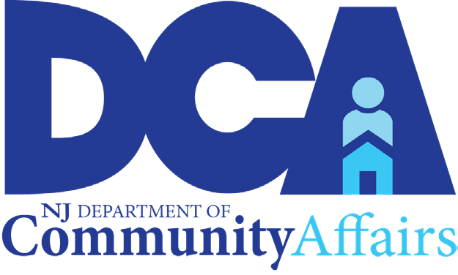 DCA
NJ DEPARTMENT OF
CommunityAffairs